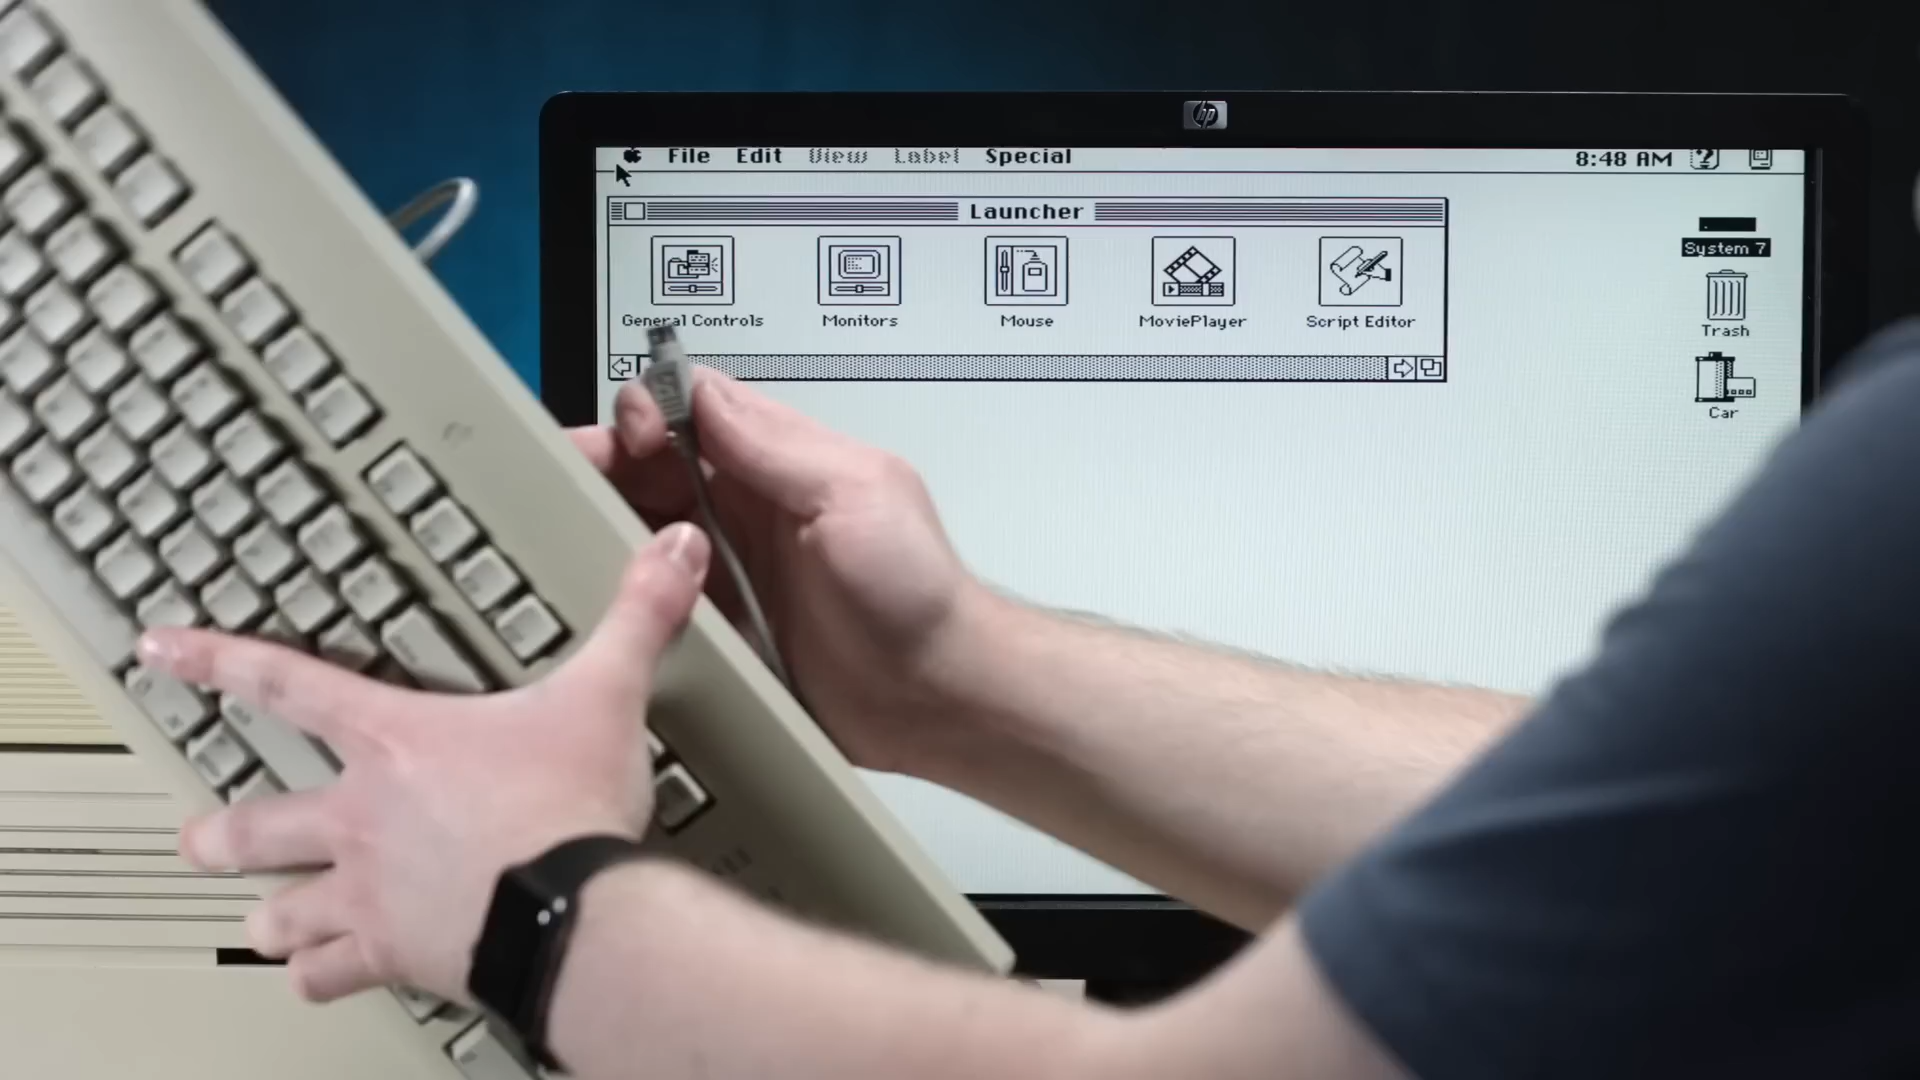 hp
File Edit View Label Special 8:48 AM
Launcher
General Controls Monitors Mouse MoviePlayer Script Editor
System 7
Trash
Car